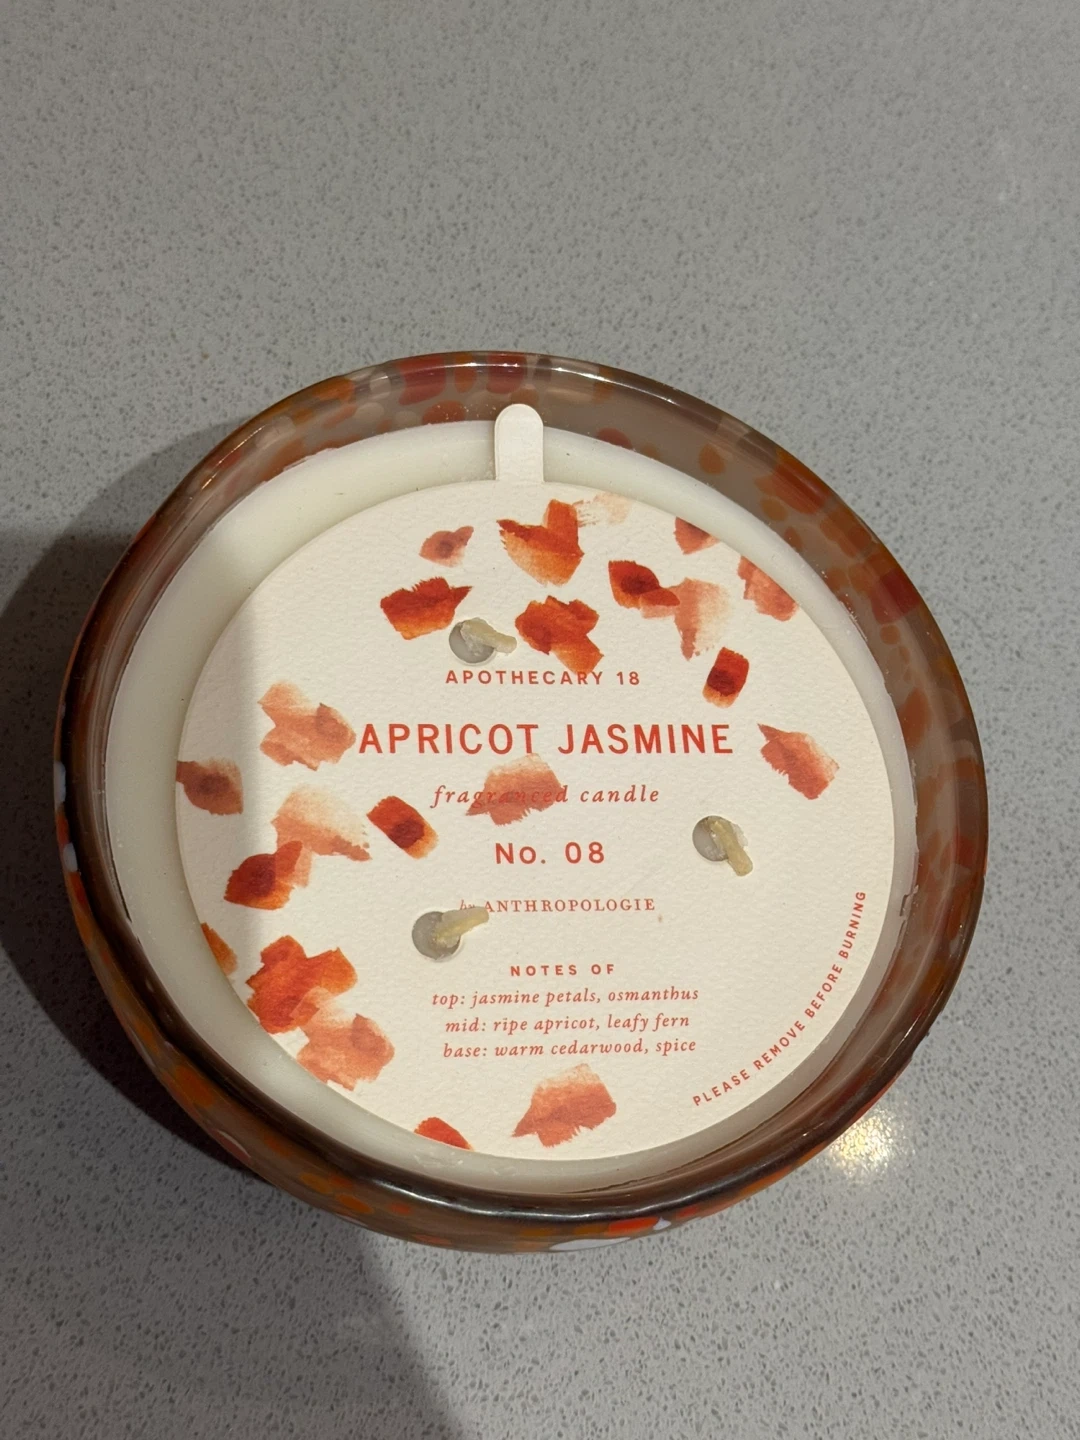 APOTHECARY 18
APRICOT JASMINE
fragranced candle
No. 08
by ANTHROPOLOGIE
NOTES OF
top: jasmine petals, osmanthus
mid: ripe apricot, leafy fern
base: warm cedarwood, spice
PLEASE REMOVE BEFORE BURNING